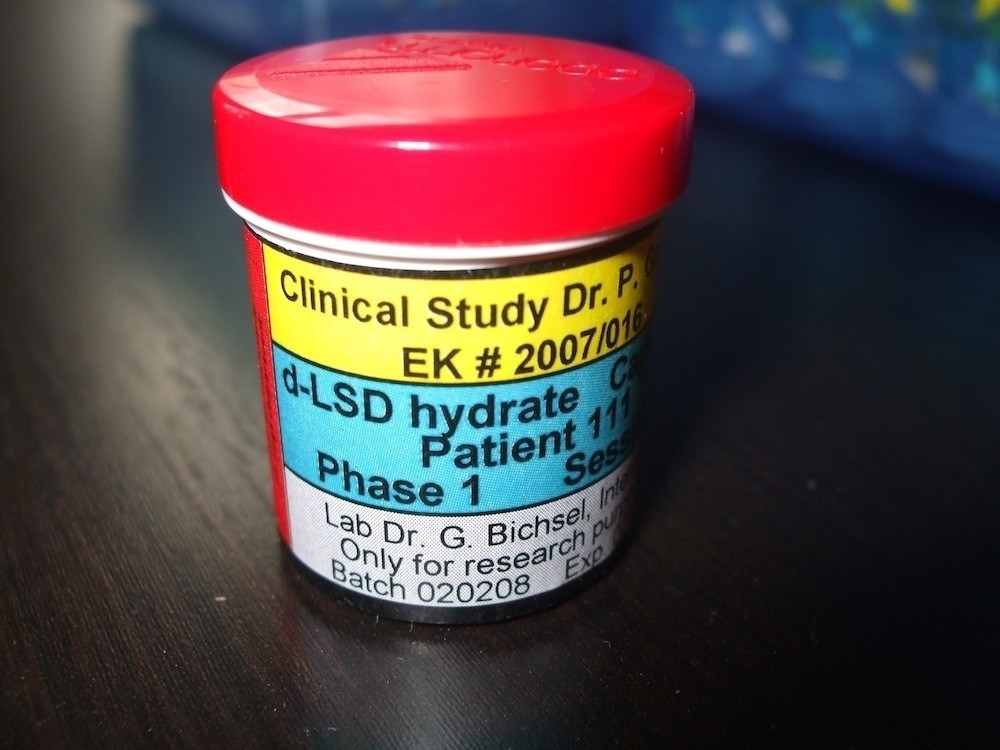 Clinical Study Dr. P.
EK # 2007/016
d-LSD hydrate
Patient 111
Phase 1
Lab Dr. G. Bichsel,
Only for research
Batch 020208 Exp.